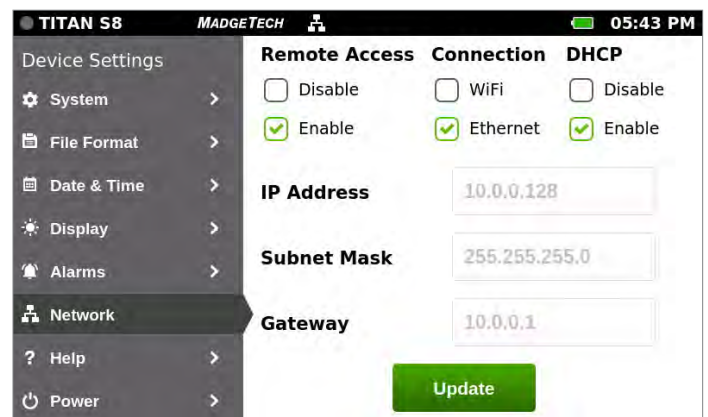 TITAN S8 MADGETECH 05:43 PM
Device Settings
System
File Format
Date & Time
Display
Alarms
Network
? Help
Power
Remote Access Connection DHCP
Disable WiFi Disable
Enable Ethernet Enable
IP Address 10.0.0.128
Subnet Mask 255.255.255.0
Gateway 10.0.0.1
Update